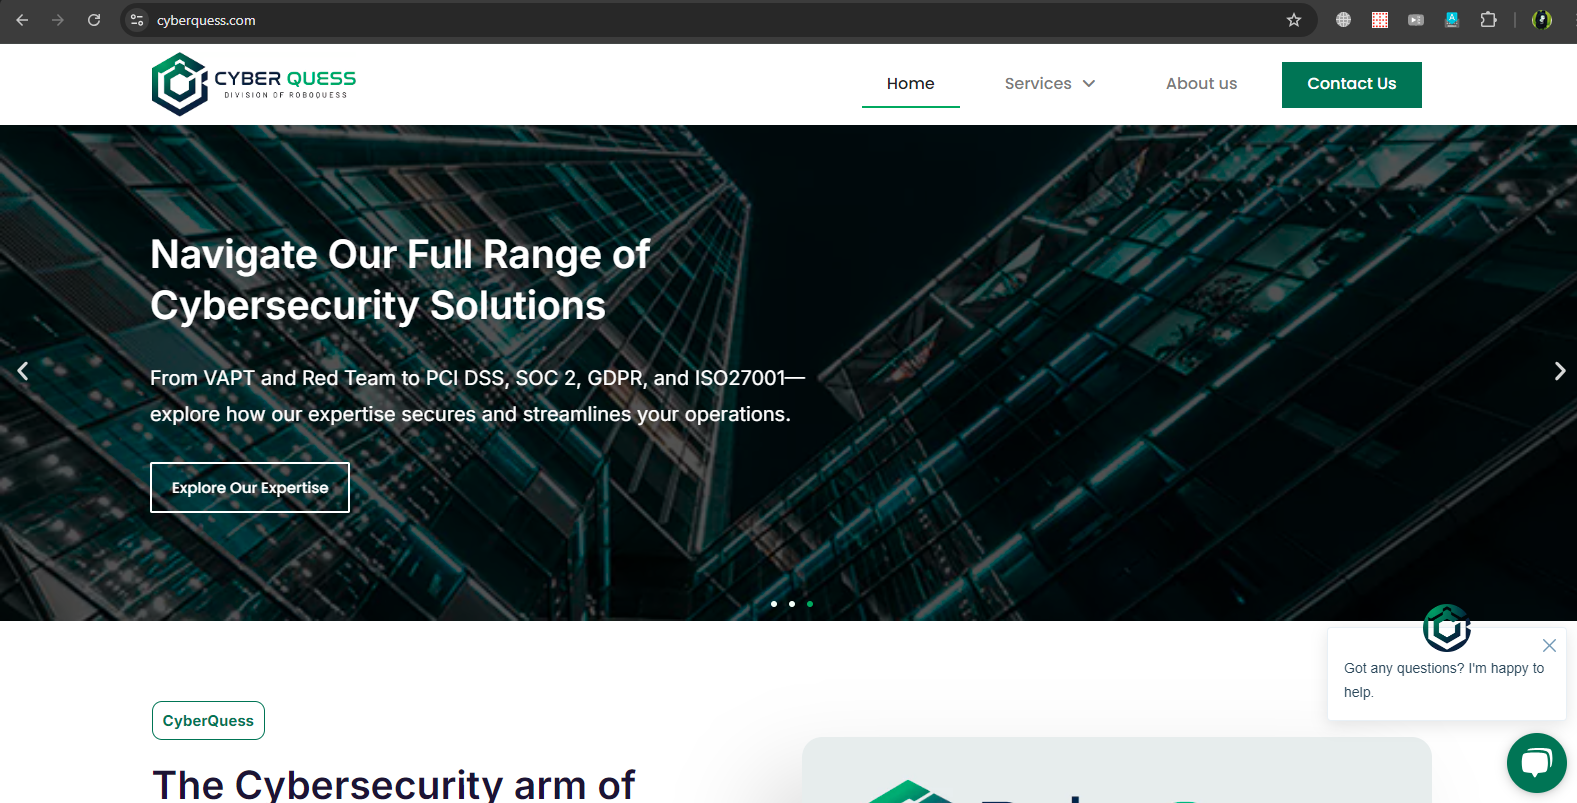 cyberquess.com
CYBER QUESS
DIVISION OF ROBOQUESS
Home
Services
About us
Contact Us
Navigate Our Full Range of
Cybersecurity Solutions
From VAPT and Red Team to PCI DSS, SOC 2, GDPR, and ISO27001—
explore how our expertise secures and streamlines your operations.
Explore Our Expertise
Got any questions? I'm happy to
help.
CyberQuess
The Cybersecurity arm of